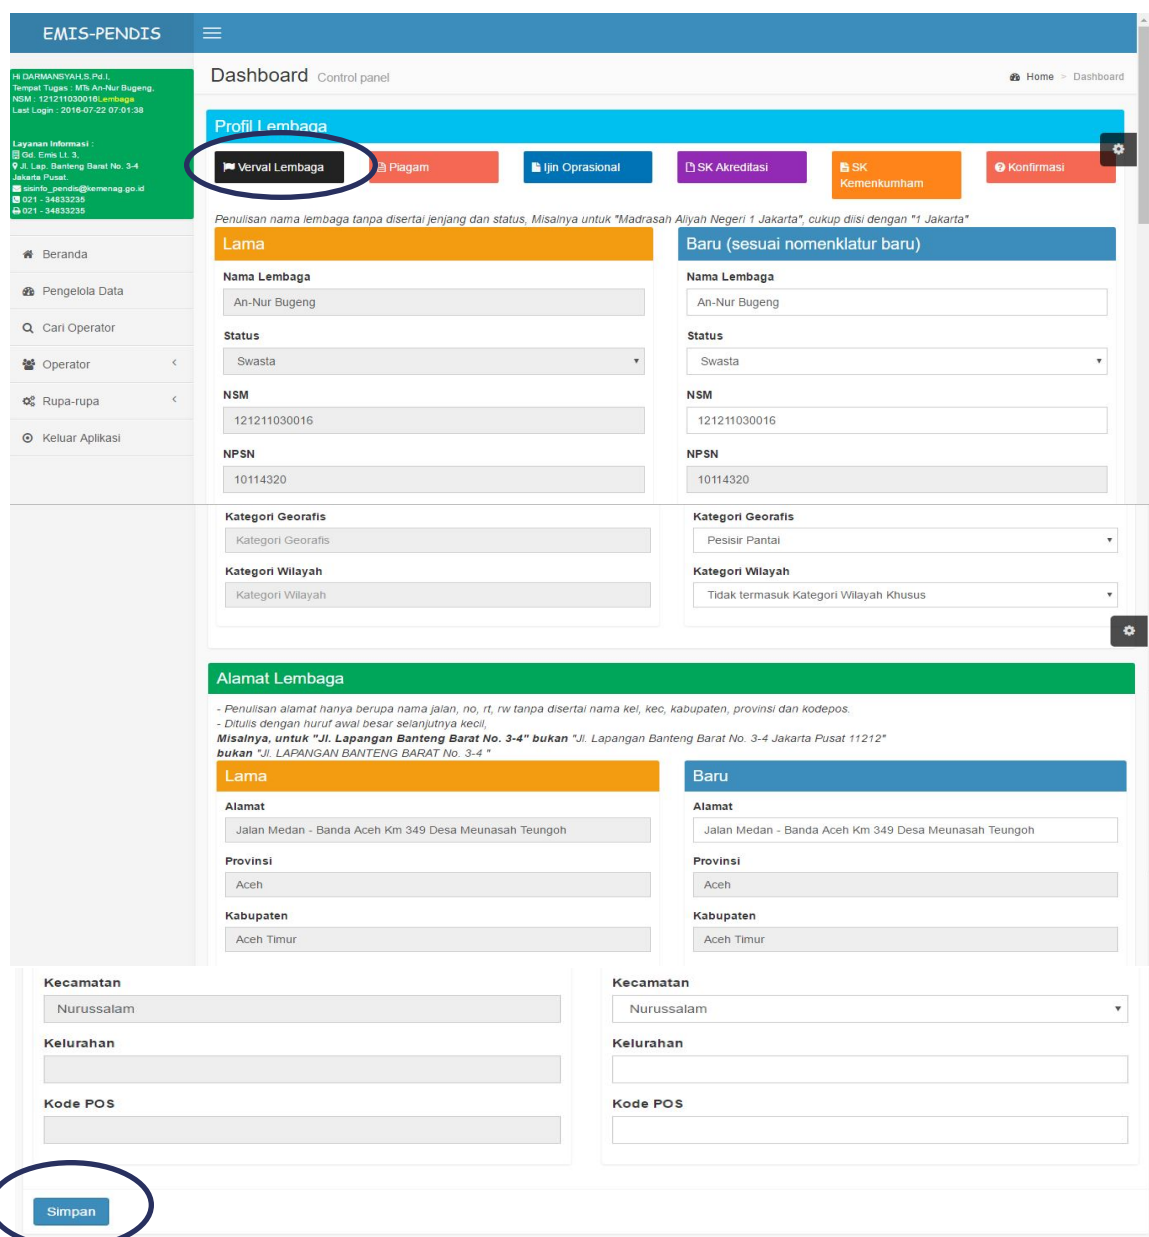 EMIS-PENDIS
Hi DARMANSYAH,S.Pd.I,
Tempat Tugas : MTs An-Nur Bugeng,
NSM : 121211030016Lembaga
Last Login : 2016-07-22 07:01:38
Layanan Informasi :
Gd. Emis Lt. 3,
Jl. Lap. Banteng Barat No. 3-4
Jakarta Pusat.
sisinfo_pendis@kemenag.go.id
021 - 34833235
021 - 34833235
Beranda
Pengelola Data
Cari Operator
Operator
Rupa-rupa
Keluar Aplikasi
Dashboard Control panel
Home > Dashboard
Profil Lembaga
Verval Lembaga
Piagam
Ijin Oprasional
SK Akreditasi
SK
Kemenkumham
Konfirmasi
Penulisan nama lembaga tanpa disertai jenjang dan status, Misalnya untuk "Madrasah Aliyah Negeri 1 Jakarta", cukup diisi dengan "1 Jakarta"
Lama
Nama Lembaga
An-Nur Bugeng
Status
Swasta
NSM
121211030016
NPSN
10114320
Baru (sesuai nomenklatur baru)
Nama Lembaga
An-Nur Bugeng
Status
Swasta
NSM
121211030016
NPSN
10114320
Kategori Georafis
Kategori Georafis
Kategori Wilayah
Kategori Wilayah
Kategori Georafis
Pesisir Pantai
Kategori Wilayah
Tidak termasuk Kategori Wilayah Khusus
Alamat Lembaga
- Penulisan alamat hanya berupa nama jalan, no, rt, rw tanpa disertai nama kel, kec, kabupaten, provinsi dan kodepos.
- Ditulis dengan huruf awal besar selanjutnya kecil,
Misalnya, untuk "Jl. Lapangan Banteng Barat No. 3-4" bukan "Jl. Lapangan Banteng Barat No. 3-4 Jakarta Pusat 11212"
bukan "Jl. LAPANGAN BANTENG BARAT No. 3-4 "
Lama
Alamat
Jalan Medan - Banda Aceh Km 349 Desa Meunasah Teungoh
Provinsi
Aceh
Kabupaten
Aceh Timur
Baru
Alamat
Jalan Medan - Banda Aceh Km 349 Desa Meunasah Teungoh
Provinsi
Aceh
Kabupaten
Aceh Timur
Kecamatan
Nurussalam
Kelurahan
Kode POS
Kecamatan
Nurussalam
Kelurahan
Kode POS
Simpan